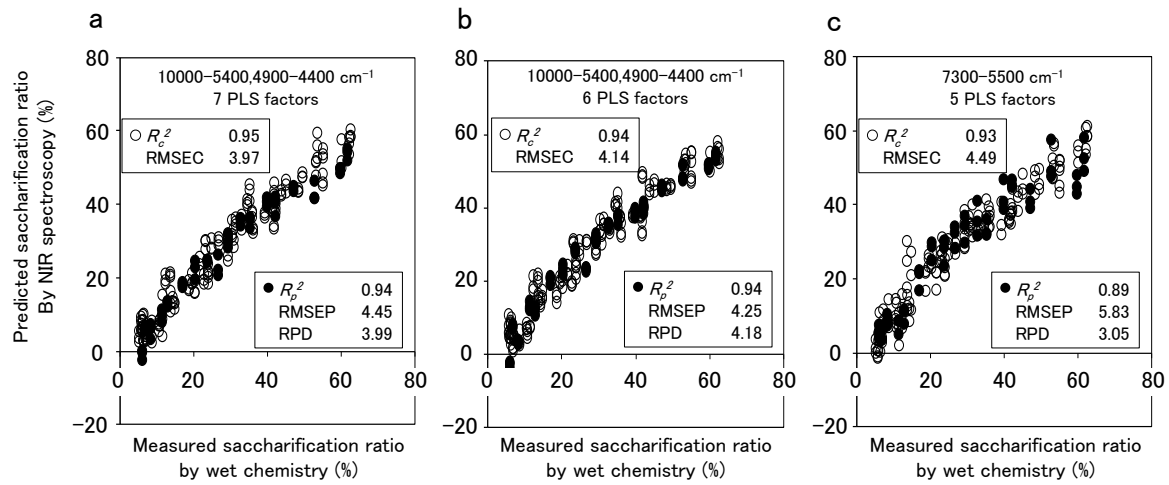 a
b
c
Predicted saccharification ratio
By NIR spectroscopy (%)
80
60
40
20
0
−20
10000−5400,4900−4400 cm⁻¹
7 PLS factors
○ Rc² 0.95
RMSEC 3.97
● Rp² 0.94
RMSEP 4.45
RPD 3.99
0 20 40 60 80
Measured saccharification ratio
by wet chemistry (%)
80
60
40
20
0
−20
10000−5400,4900−4400 cm⁻¹
6 PLS factors
○ Rc² 0.94
RMSEC 4.14
● Rp² 0.94
RMSEP 4.25
RPD 4.18
0 20 40 60 80
Measured saccharification ratio
by wet chemistry (%)
80
60
40
20
0
−20
7300−5500 cm⁻¹
5 PLS factors
○ Rc² 0.93
RMSEC 4.49
● Rp² 0.89
RMSEP 5.83
RPD 3.05
0 20 40 60 80
Measured saccharification ratio
by wet chemistry (%)